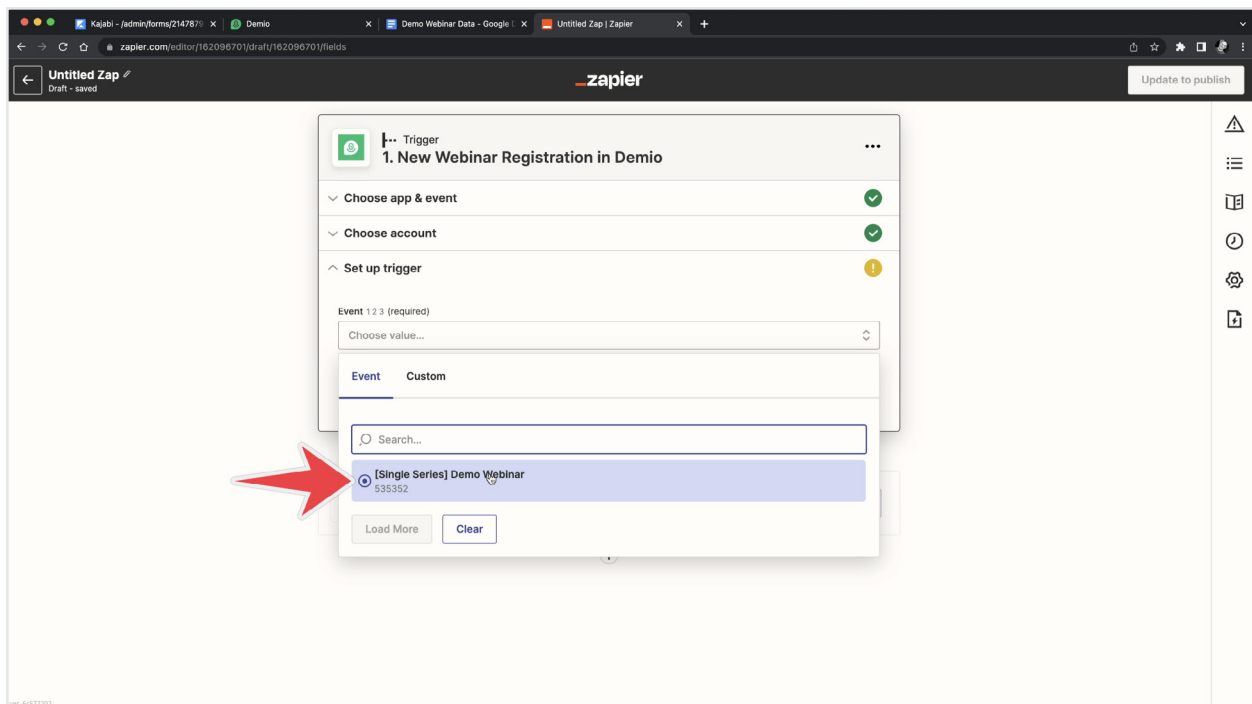 Kajabi - /admin/forms/2147879
Demio
Demo Webinar Data - Google
Untitled Zap | Zapier
zapier.com/editor/162096701/draft/162096701/fields
Untitled Zap
Draft - saved
_zapier
Update to publish
Trigger
1. New Webinar Registration in Demio
Choose app & event
Choose account
Set up trigger
Event 1 2 3 (required)
Choose value...
Event Custom
Search...
[Single Series] Demo Webinar
535352
Load More Clear